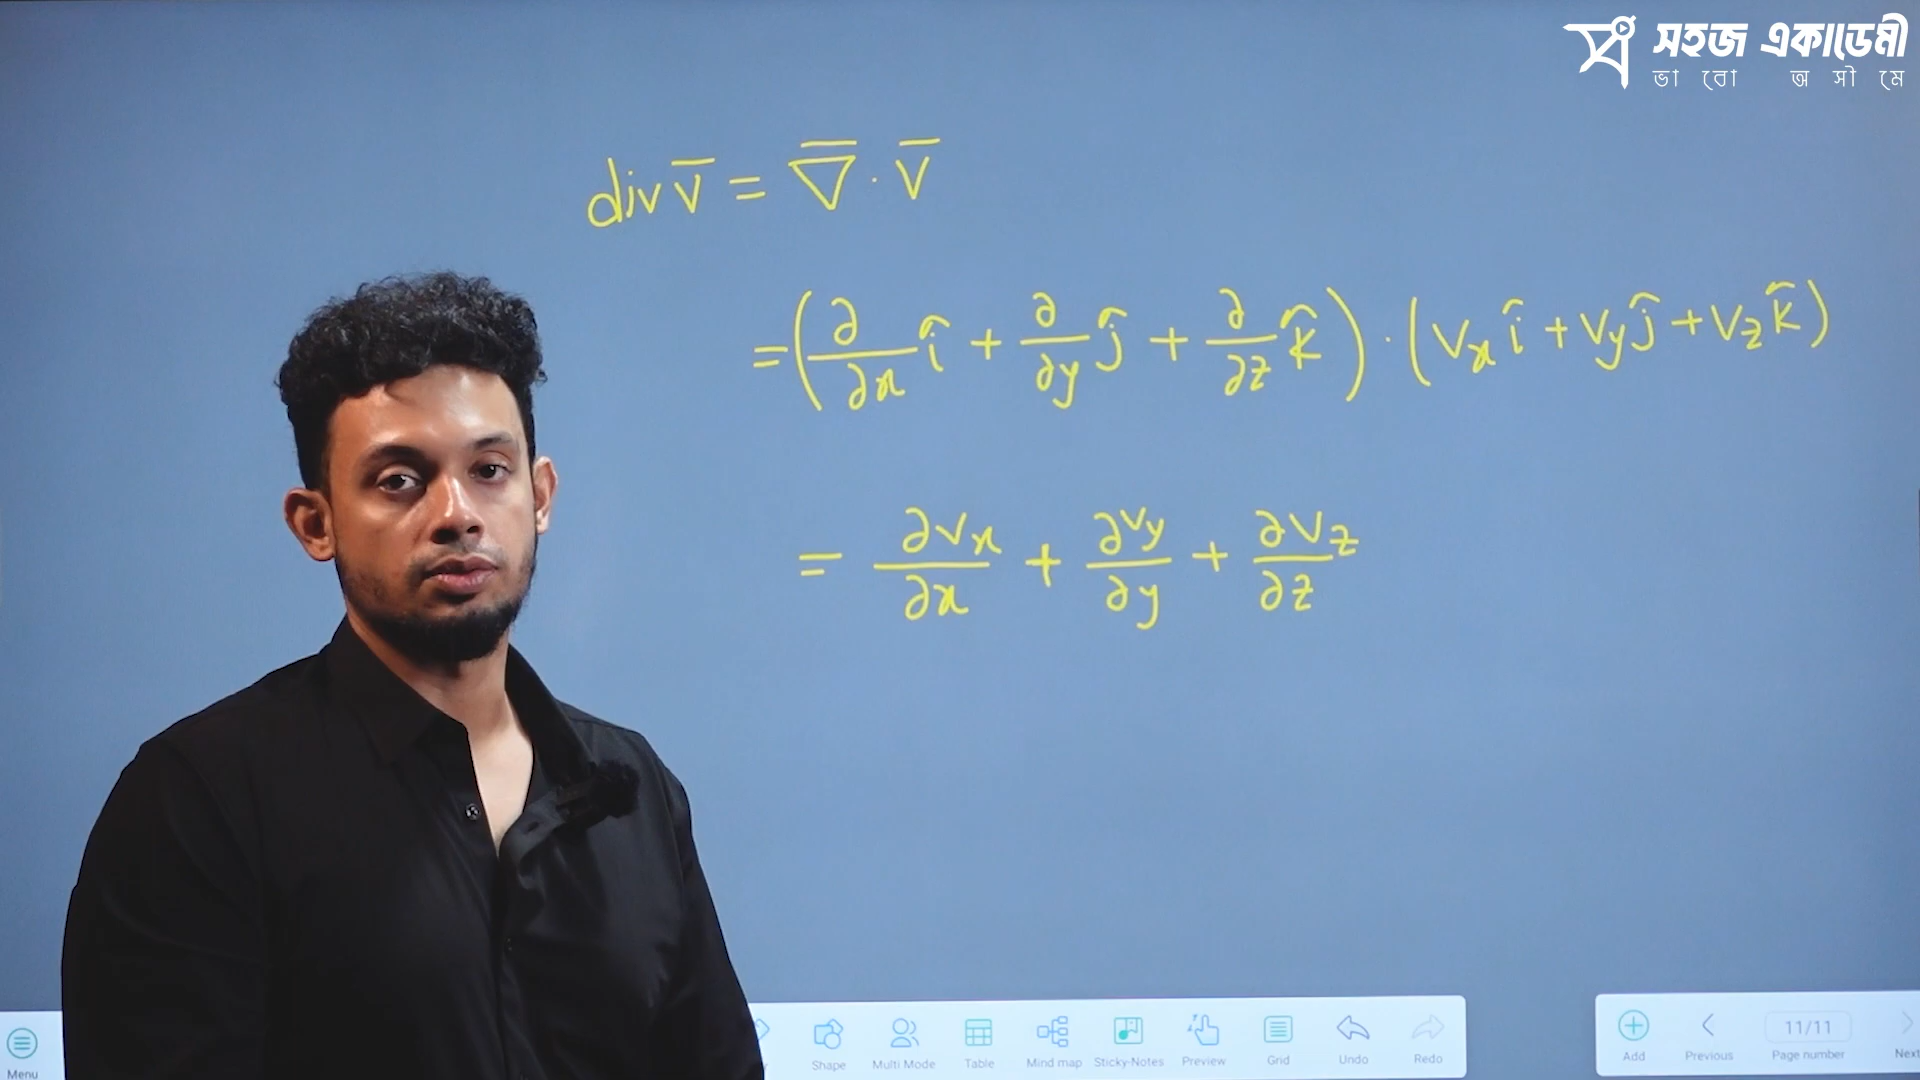 সহজ একাডেমী
ভাবো অসীমে
div v̅ = ∇̅ · v̅
= (∂/∂x î + ∂/∂y ĵ + ∂/∂z k̂) · (Vx î + Vy ĵ + Vz k̂)
= ∂Vx/∂x + ∂Vy/∂y + ∂Vz/∂z
Menu Shape Multi Mode Table Mind map Sticky-Notes Preview Grid Undo Redo Add Previous 11/11 Page number Next